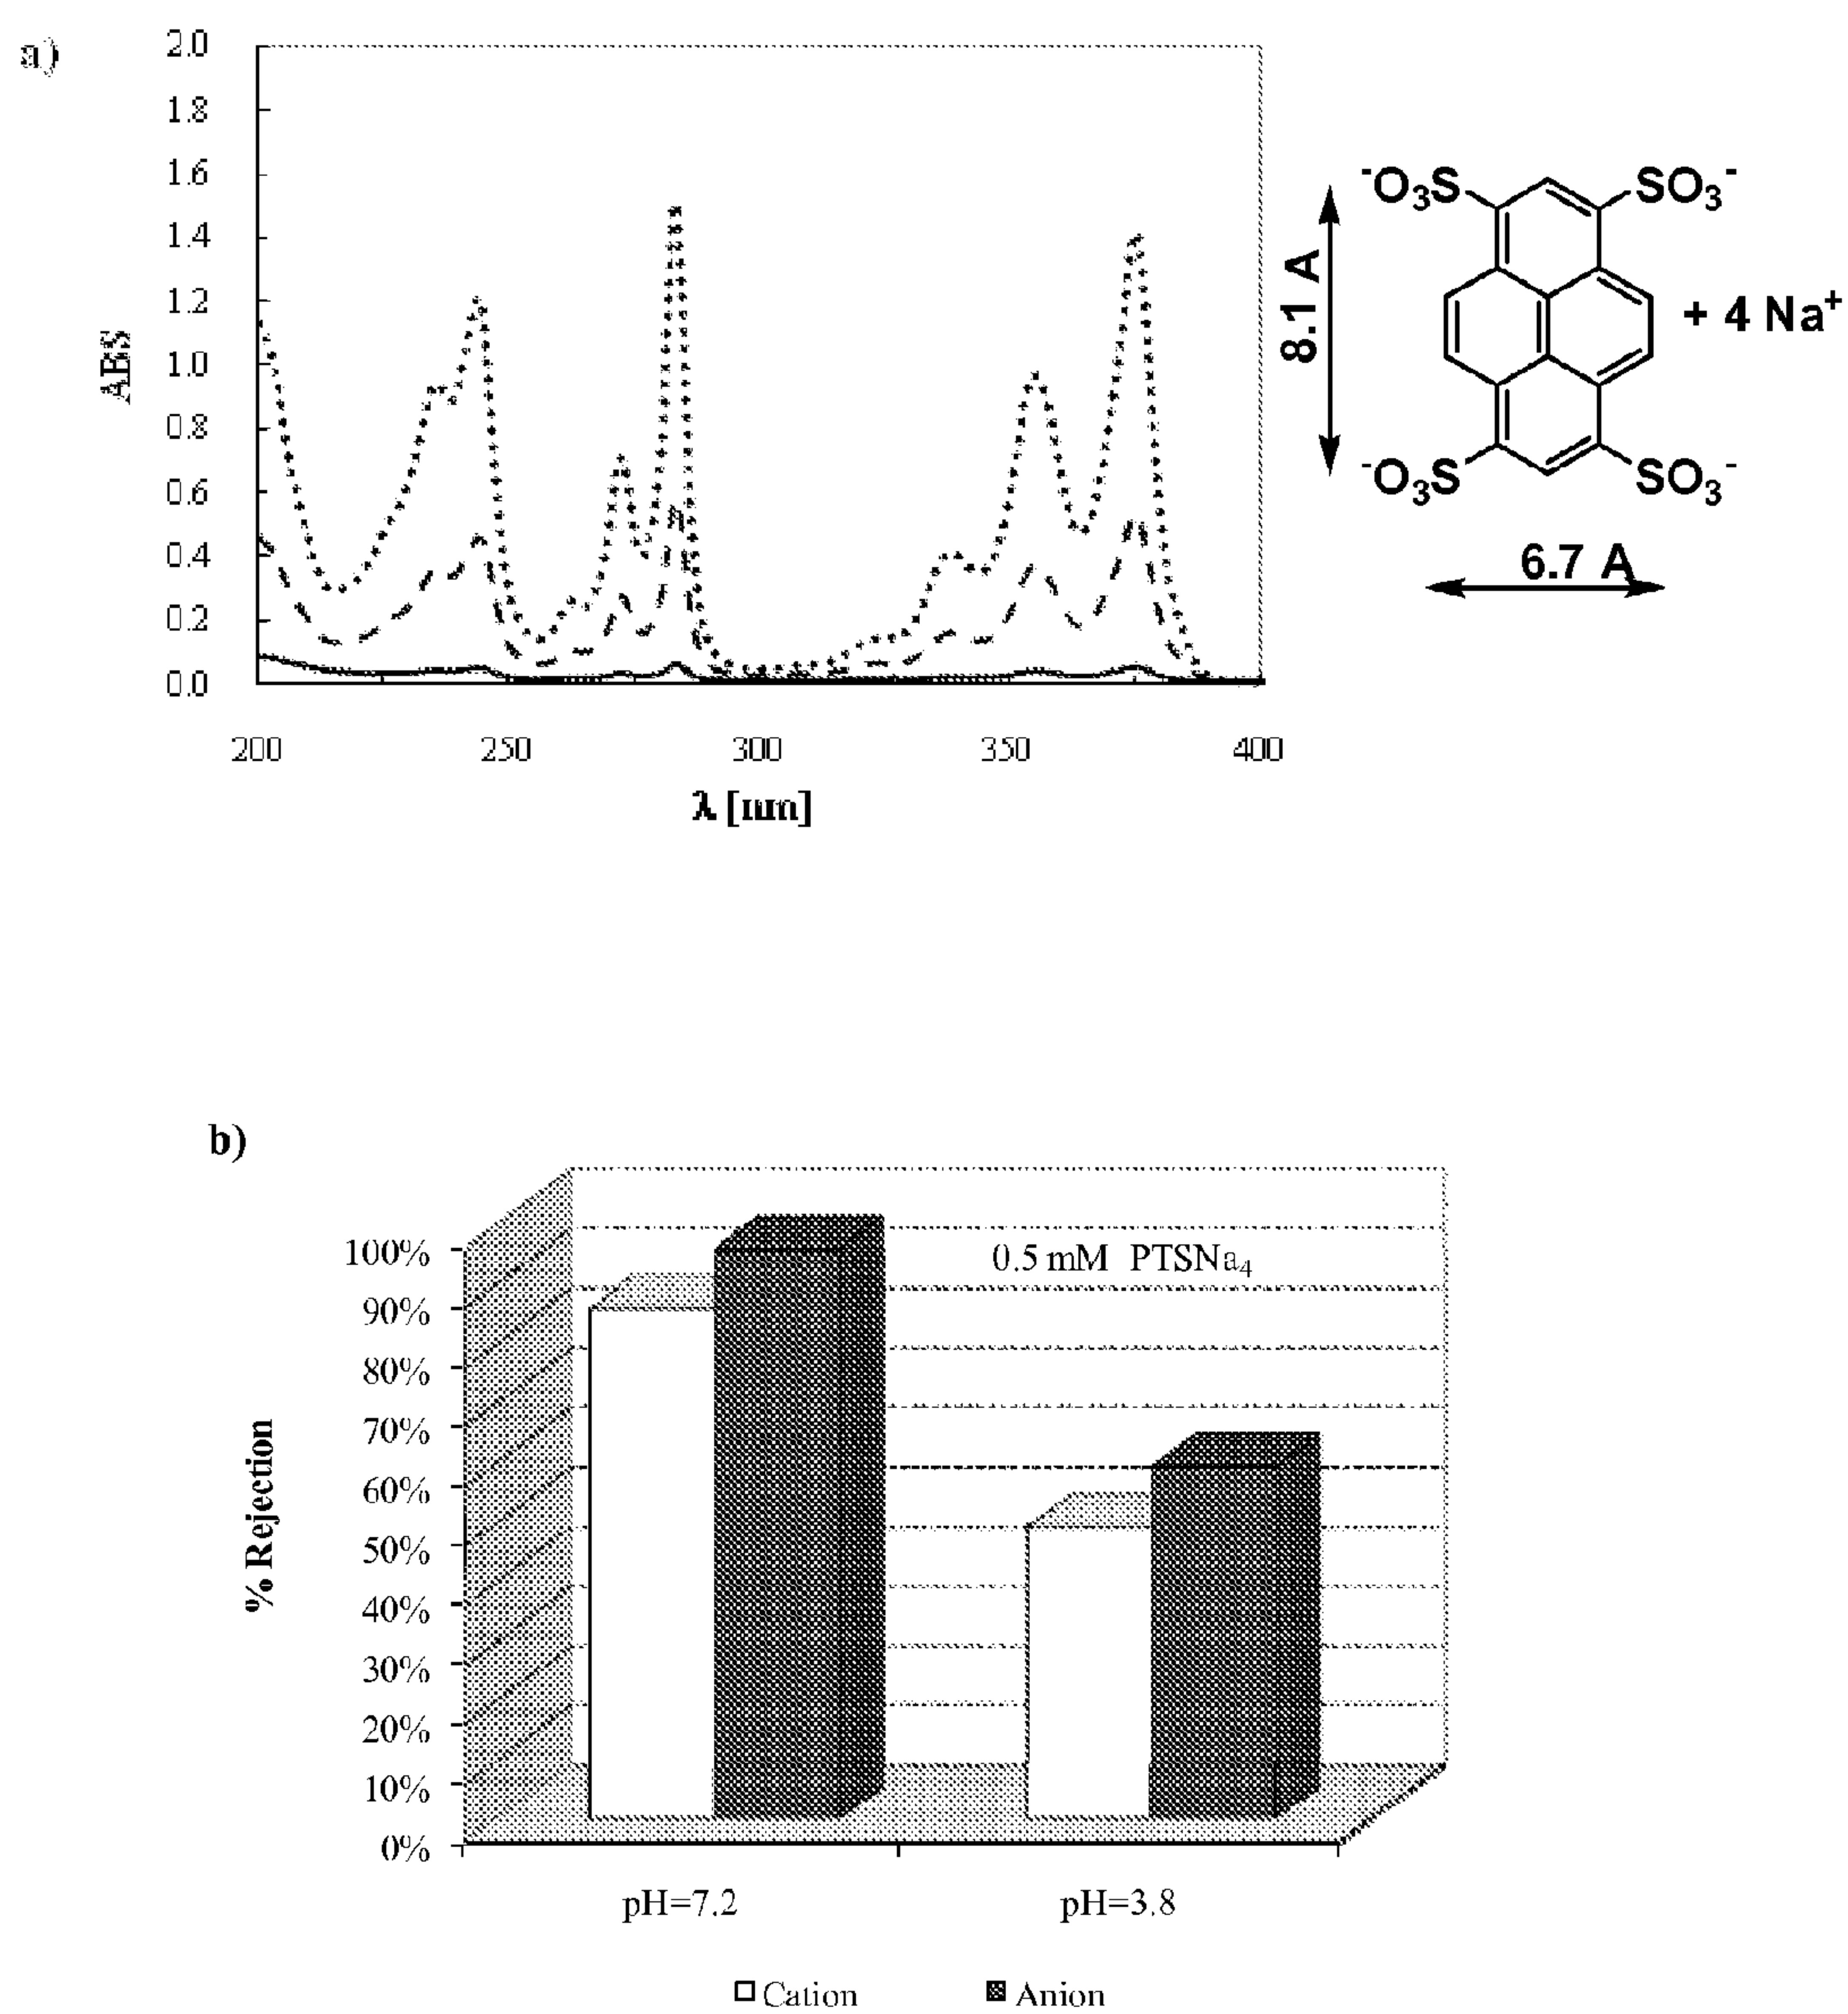 a)
2.0
1.8
1.6
1.4
1.2
1.0
0.8
0.6
0.4
0.2
0.0
ABS
200 250 300 350 400
λ [nm]
⁻O₃S SO₃⁻
8.1 A
+ 4 Na⁺
⁻O₃S SO₃⁻
6.7 A
b)
0.5 mM PTSNa₄
100%
90%
80%
70%
60%
50%
40%
30%
20%
10%
0%
% Rejection
pH=7.2 pH=3.8
Cation Anion